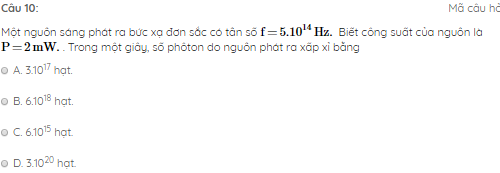 Câu 10: Mã câu hỏ
Một nguồn sáng phát ra bức xạ đơn sắc có tần số f = 5.10¹⁴ Hz. Biết công suất của nguồn là
P = 2 mW. . Trong một giây, số phôton do nguồn phát ra xấp xỉ bằng
A. 3.10¹⁷ hạt.
B. 6.10¹⁸ hạt.
C. 6.10¹⁵ hạt.
D. 3.10²⁰ hạt.